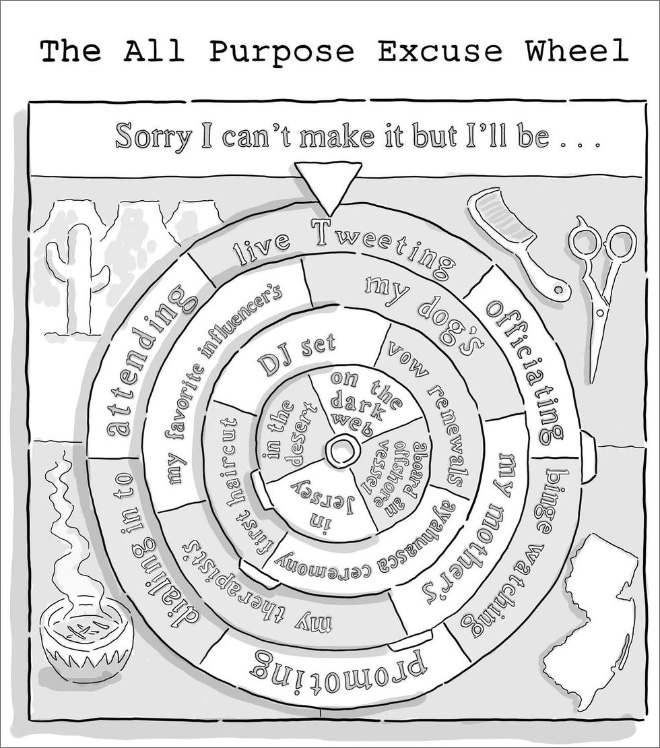 The All Purpose Excuse Wheel
Sorry I can't make it but I'll be . . .
live Tweeting
officiating
binge watching
promoting
dialing in to
attending
my dog's
my mother's
my therapists'
my favorite influencer's
DJ set
vow renewals
ayahuasca ceremony
first haircut
on the
dark
web
aboard an
offshore
vessel
in
Jersey
in the
desert